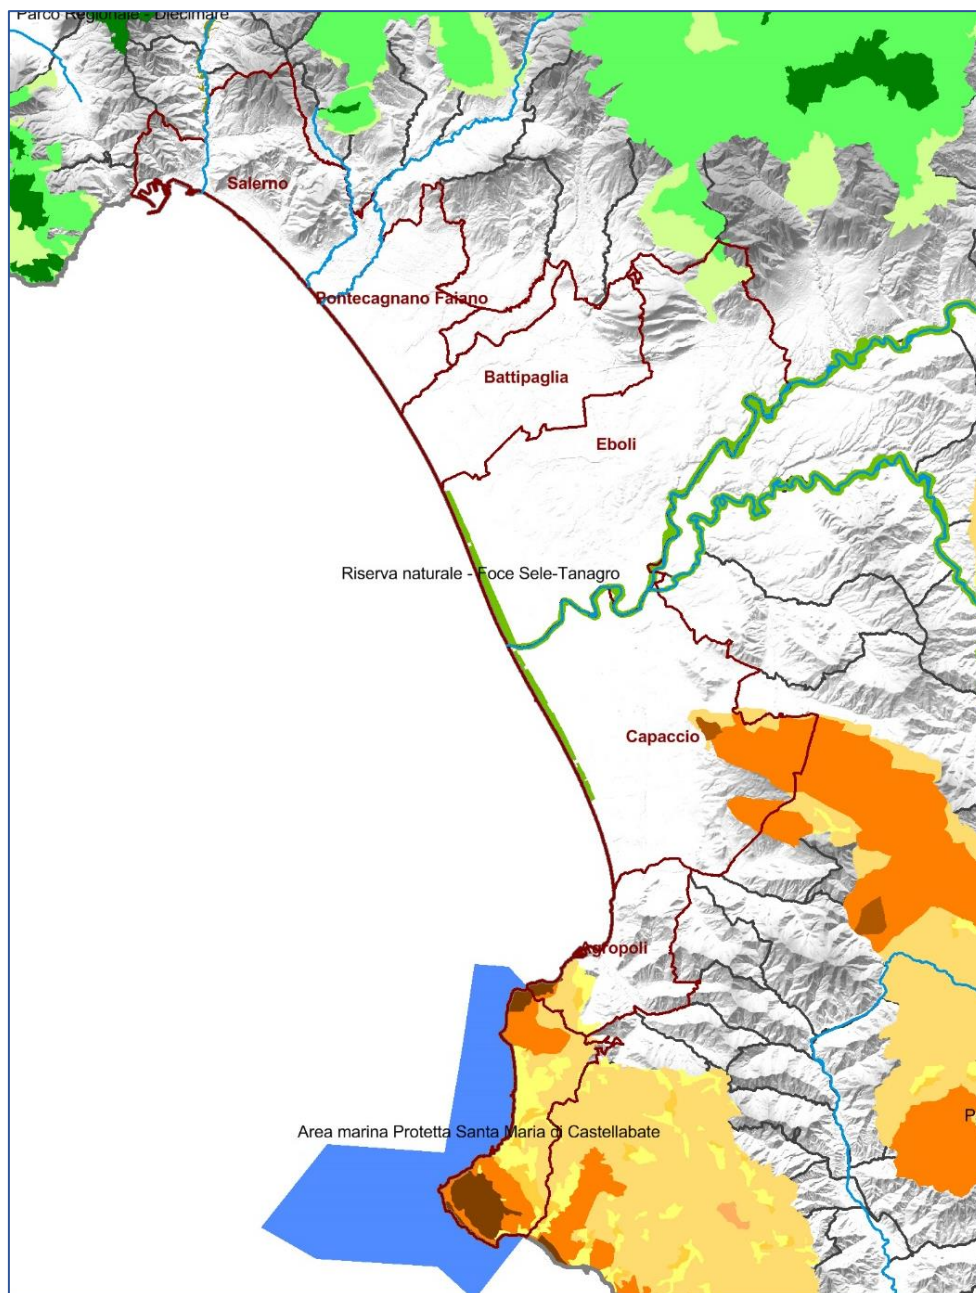 Parco Regionale - Diecimare
Salerno
Pontecagnano Faiano
Battipaglia
Eboli
Riserva naturale - Foce Sele-Tanagro
Capaccio
Agropoli
P
Area marina Protetta Santa Maria di Castellabate